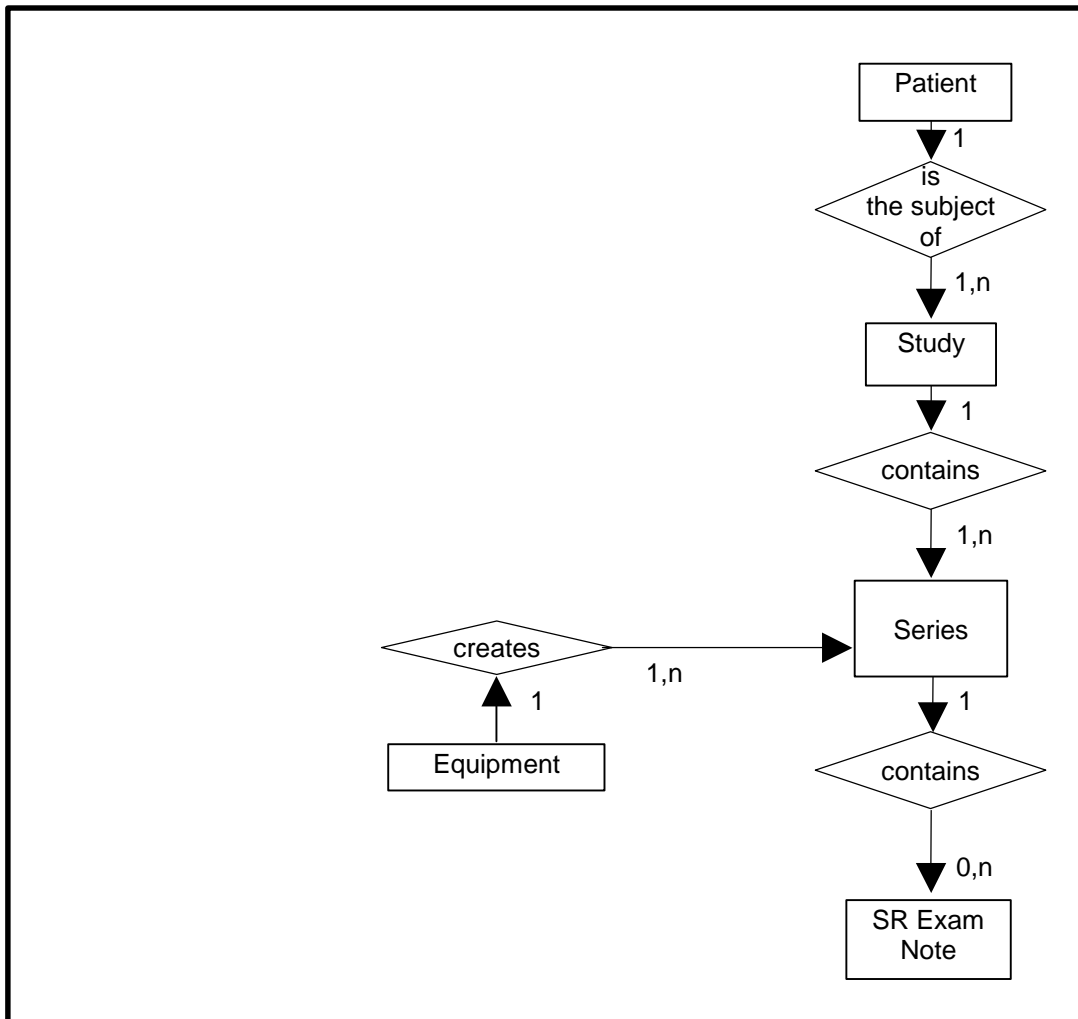 Patient
1
is
the subject
of
1,n
Study
1
contains
1,n
Series
creates
1,n
1
1
Equipment
contains
0,n
SR Exam
Note